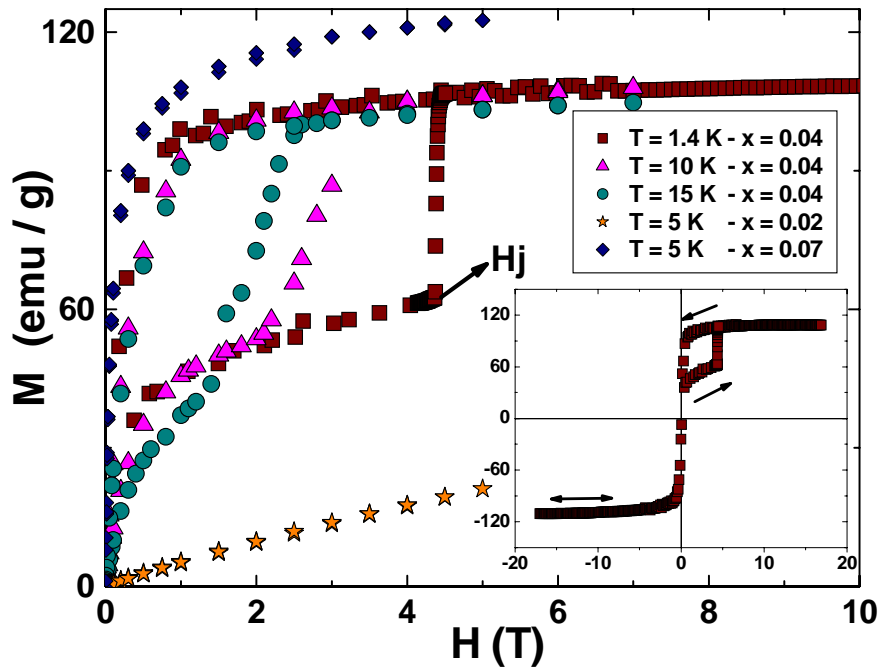 120
60
0
M (emu / g)
0 2 4 6 8 10
H (T)
Hj
T = 1.4 K - x = 0.04
T = 10 K - x = 0.04
T = 15 K - x = 0.04
T = 5 K - x = 0.02
T = 5 K - x = 0.07
120
60
0
-60
-120
-20 -10 0 10 20